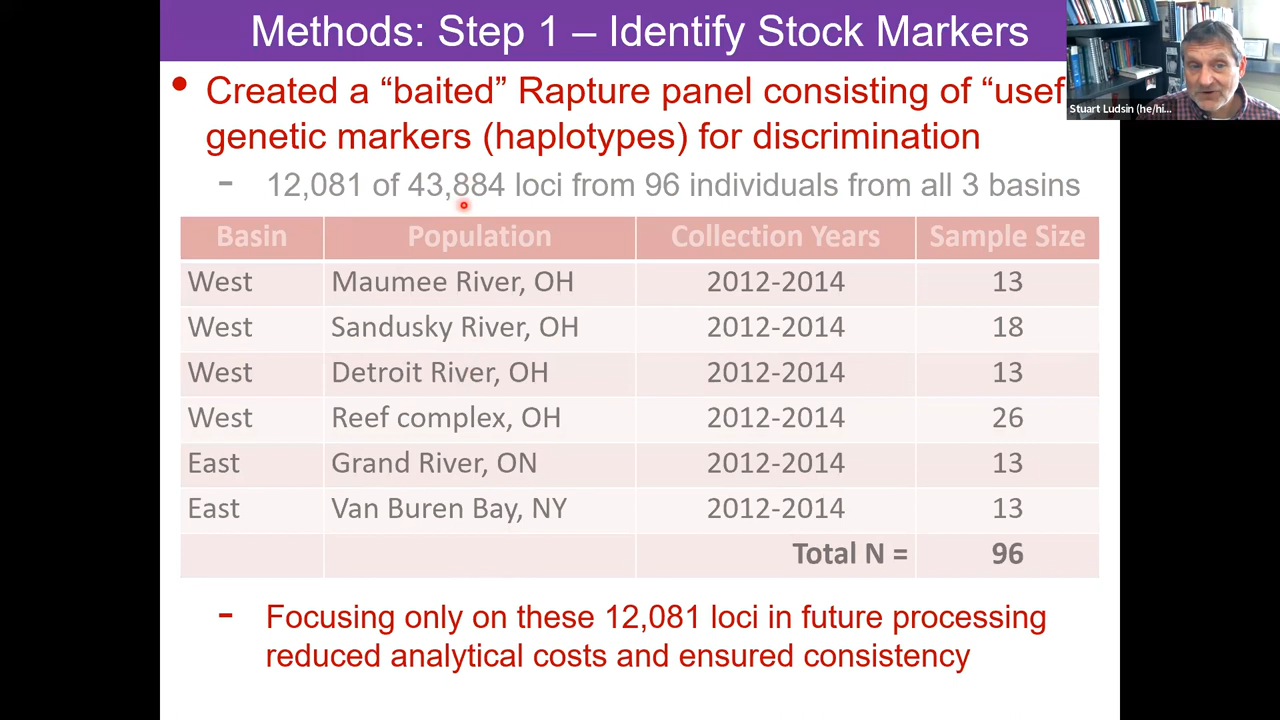 Methods: Step 1 – Identify Stock Markers
Stuart Ludsin (he/hi...
• Created a “baited” Rapture panel consisting of “usef
genetic markers (haplotypes) for discrimination
- 12,081 of 43,884 loci from 96 individuals from all 3 basins
Basin Population Collection Years Sample Size
West Maumee River, OH 2012-2014 13
West Sandusky River, OH 2012-2014 18
West Detroit River, OH 2012-2014 13
West Reef complex, OH 2012-2014 26
East Grand River, ON 2012-2014 13
East Van Buren Bay, NY 2012-2014 13
Total N = 96
- Focusing only on these 12,081 loci in future processing
reduced analytical costs and ensured consistency